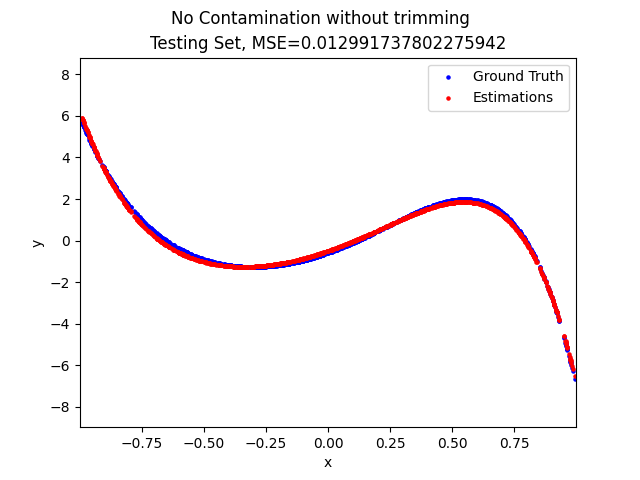 No Contamination without trimming
Testing Set, MSE=0.012991737802275942
Ground Truth
Estimations
8
6
4
2
0
−2
−4
−6
−8
y
−0.75 −0.50 −0.25 0.00 0.25 0.50 0.75
x